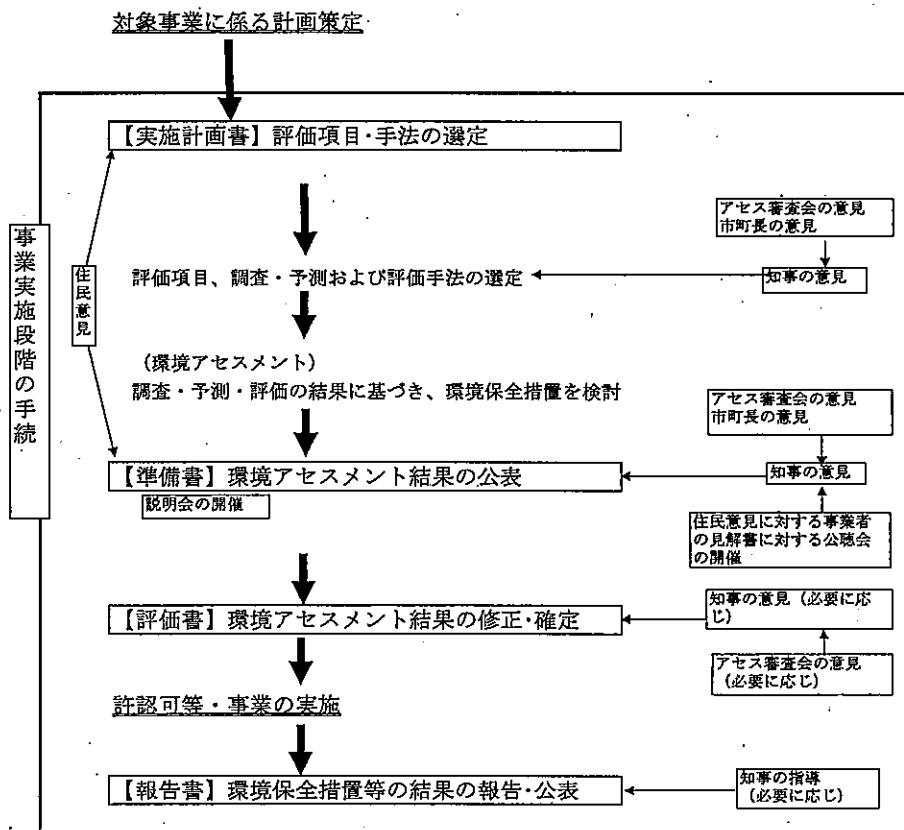 対象事業に係る計画策定
【実施計画書】評価項目・手法の選定
事業実施段階の手続
住民意見
アセス審査会の意見
市町長の意見
知事の意見
評価項目、調査・予測および評価手法の選定
（環境アセスメント）
調査・予測・評価の結果に基づき、環境保全措置を検討
アセス審査会の意見
市町長の意見
知事の意見
【準備書】環境アセスメント結果の公表
説明会の開催
住民意見に対する事業者
の見解書に対する公聴会
の開催
【評価書】環境アセスメント結果の修正・確定
知事の意見（必要に応
じ）
アセス審査会の意見
（必要に応じ）
許認可等・事業の実施
【報告書】環境保全措置等の結果の報告・公表
知事の指導
（必要に応じ）